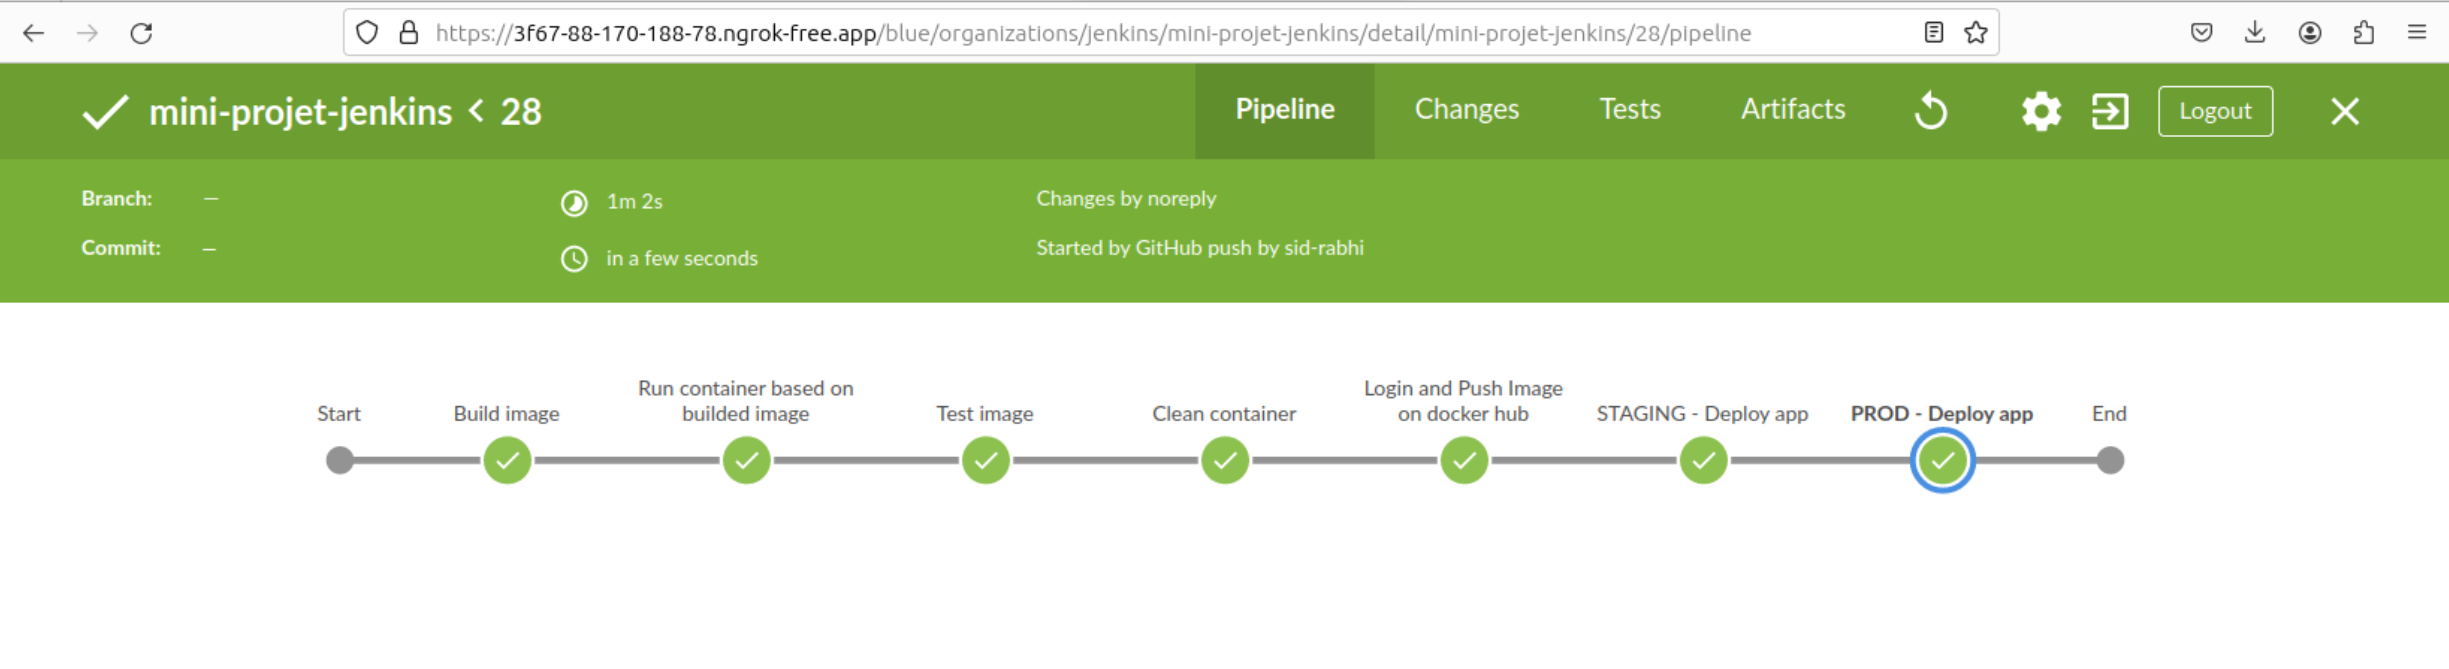 https://3f67-88-170-188-78.ngrok-free.app/blue/organizations/jenkins/mini-projet-jenkins/detail/mini-projet-jenkins/28/pipeline
mini-projet-jenkins < 28
Pipeline
Changes
Tests
Artifacts
Logout
Branch: —
1m 2s
Changes by noreply
Commit: —
in a few seconds
Started by GitHub push by sid-rabhi
Start
Build image
Run container based on
builded image
Test image
Clean container
Login and Push Image
on docker hub
STAGING - Deploy app
PROD - Deploy app
End